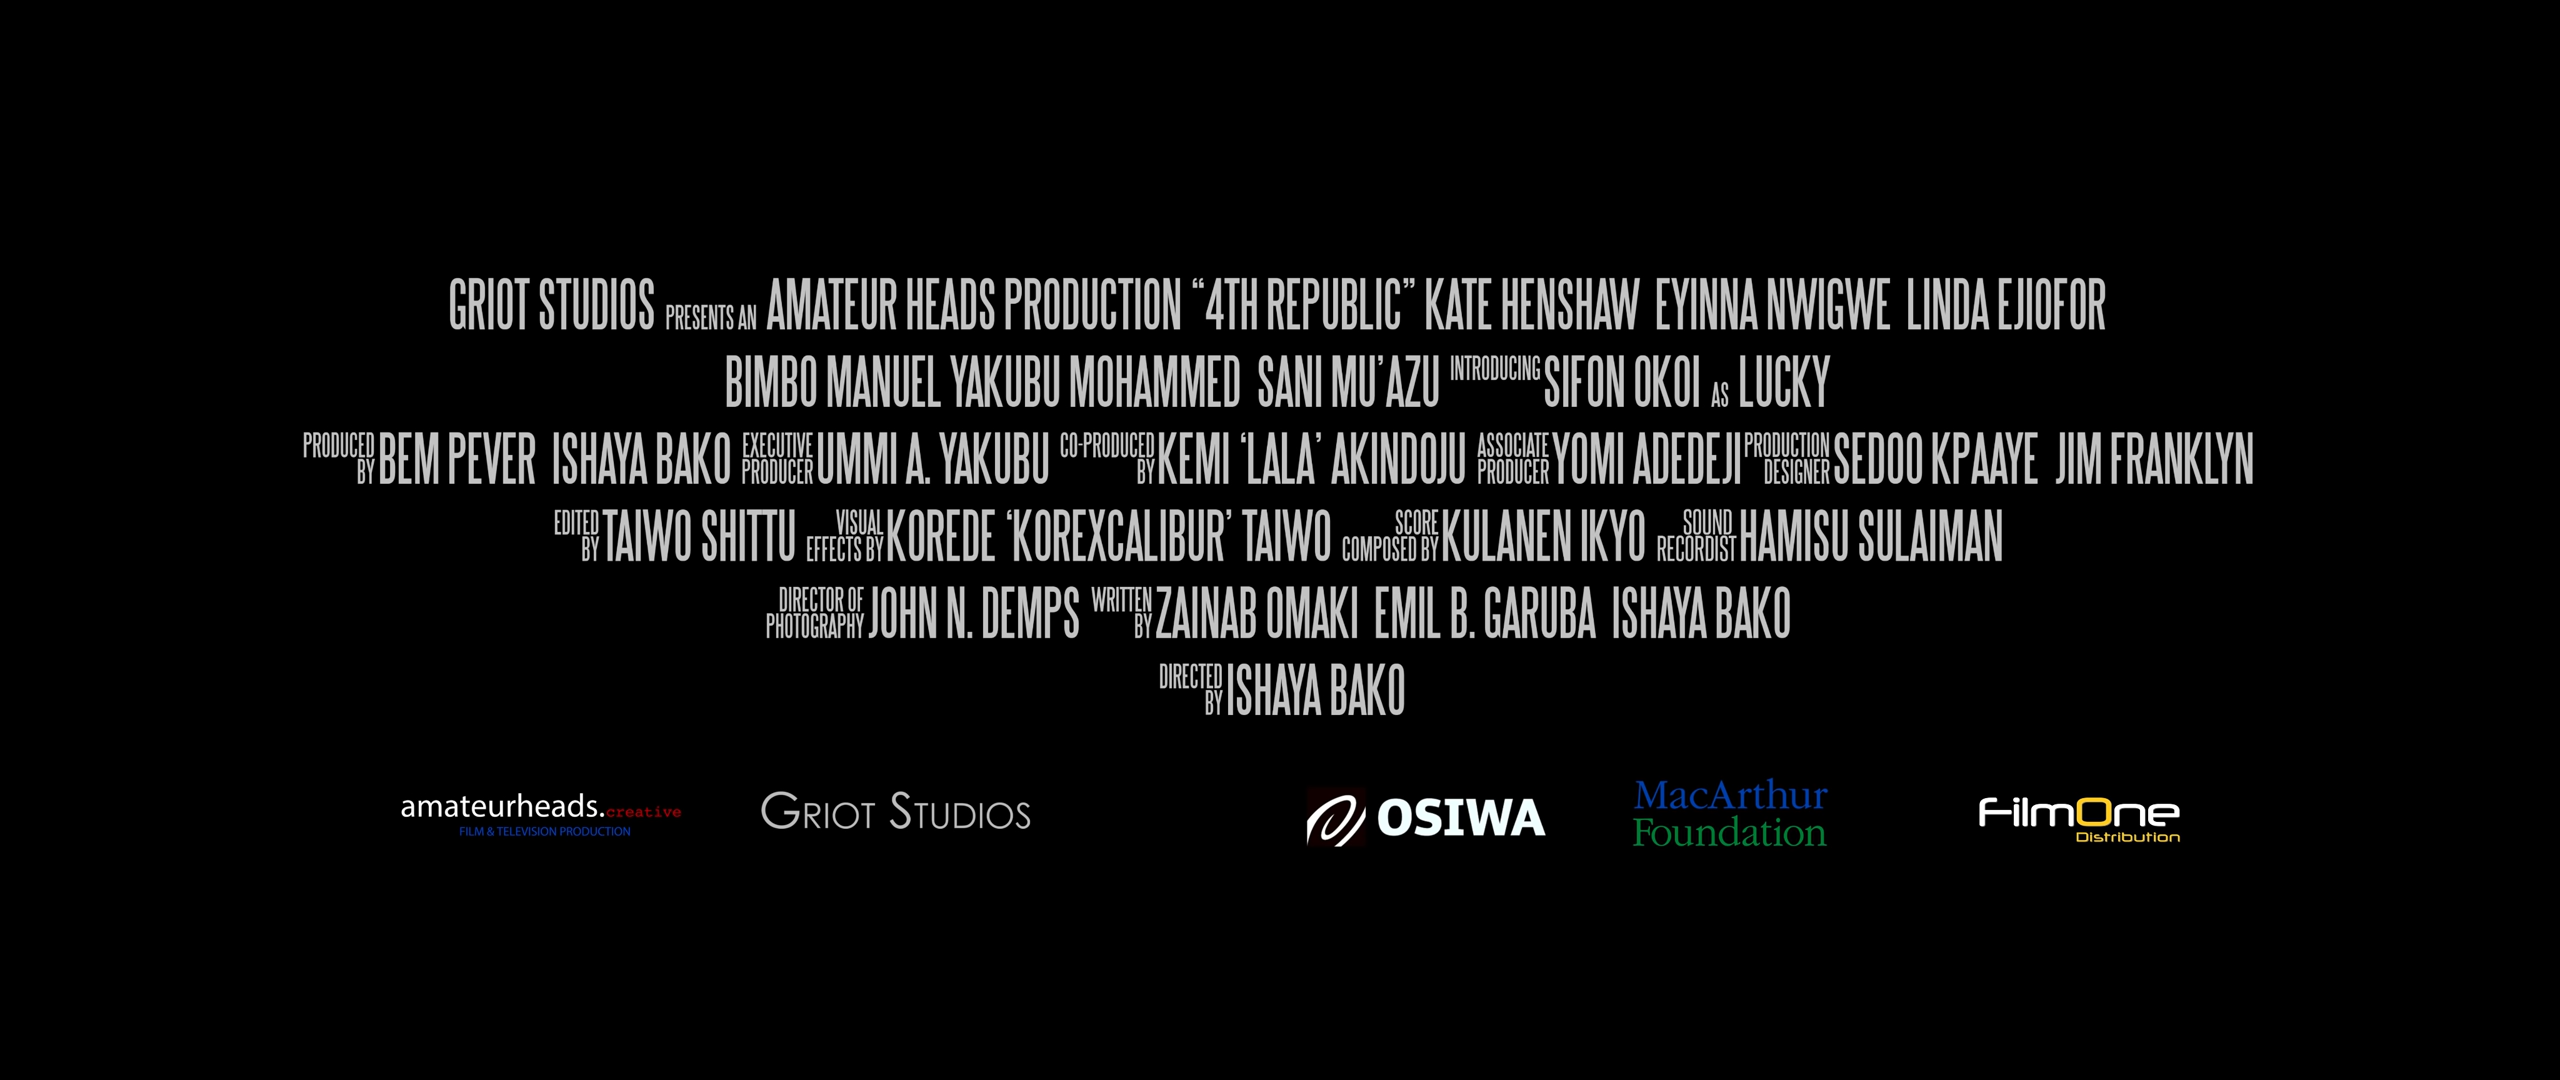 GRIOT STUDIOS PRESENTS AN AMATEUR HEADS PRODUCTION “4TH REPUBLIC” KATE HENSHAW EYINNA NWIGWE LINDA EJIOFOR
BIMBO MANUEL YAKUBU MOHAMMED SANI MU’AZU INTRODUCING SIFON OKOI AS LUCKY
PRODUCED BY BEM PEVER ISHAYA BAKO EXECUTIVE PRODUCER UMMI A. YAKUBU CO-PRODUCED BY KEMI ‘LALA’ AKINDOJU ASSOCIATE PRODUCER YOMI ADEDEJI PRODUCTION DESIGNER SEDOO KPAAYE JIM FRANKLYN
EDITED BY TAIWO SHITTU VISUAL EFFECTS BY KOREDE ‘KOREXCALIBUR’ TAIWO SCORE COMPOSED BY KULANEN IKYO SOUND RECORDIST HAMISU SULAIMAN
DIRECTOR OF PHOTOGRAPHY JOHN N. DEMPS WRITTEN BY ZAINAB OMAKI EMIL B. GARUBA ISHAYA BAKO
DIRECTED BY ISHAYA BAKO
amateurheads.creative
FILM & TELEVISION PRODUCTION
GRIOT STUDIOS
OSIWA
MacArthur
Foundation
FilmOne
Distribution